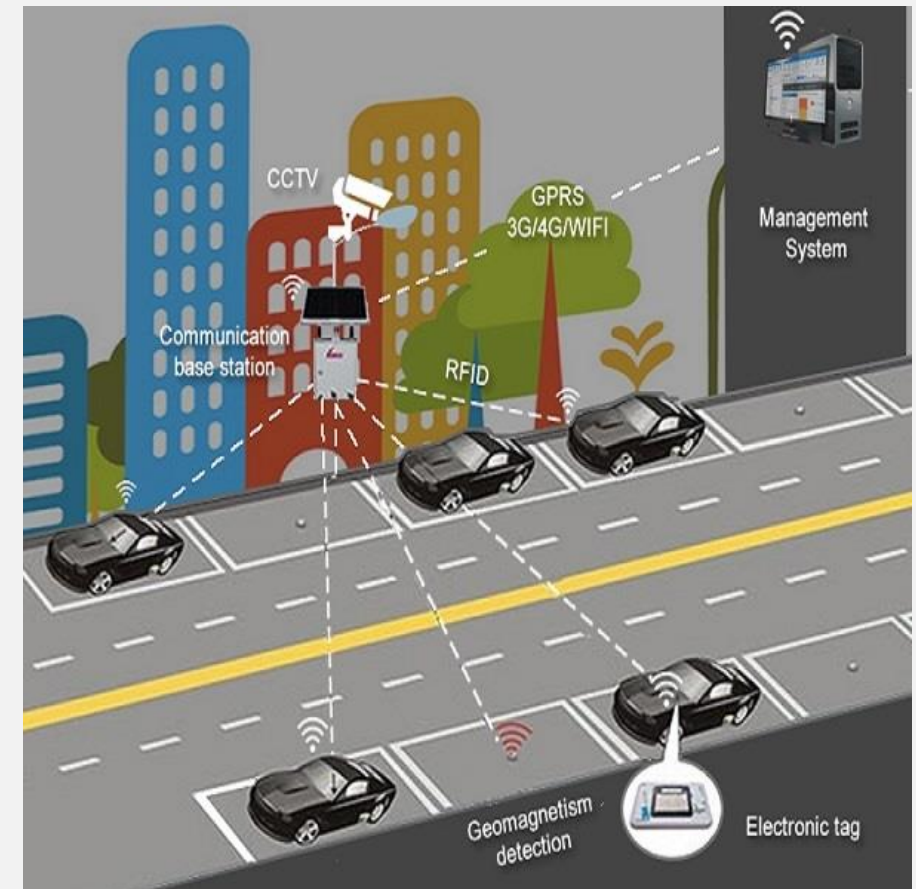 CCTV
GPRS
3G/4G/WIFI
Management
System
Communication
base station
RFID
Geomagnetism
detection
Electronic tag